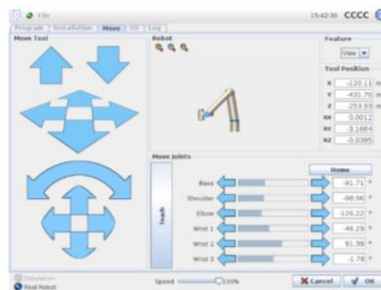 File
15:42:30 CCCC
Program Installation Move I/O Log
Move Tool
Robot
Feature
View
Tool Position
X -120.11 m
Y -431.76 m
Z -253.93 m
RX 0.0012
RY -3.1664
RZ -0.0395
Move Joints
Home
Teach
Base -91.71 °
Shoulder -98.96 °
Elbow -126.22 °
Wrist 1 -46.29 °
Wrist 2 91.39 °
Wrist 3 -1.78 °
Simulation
Real Robot
Speed 100%
Cancel
OK